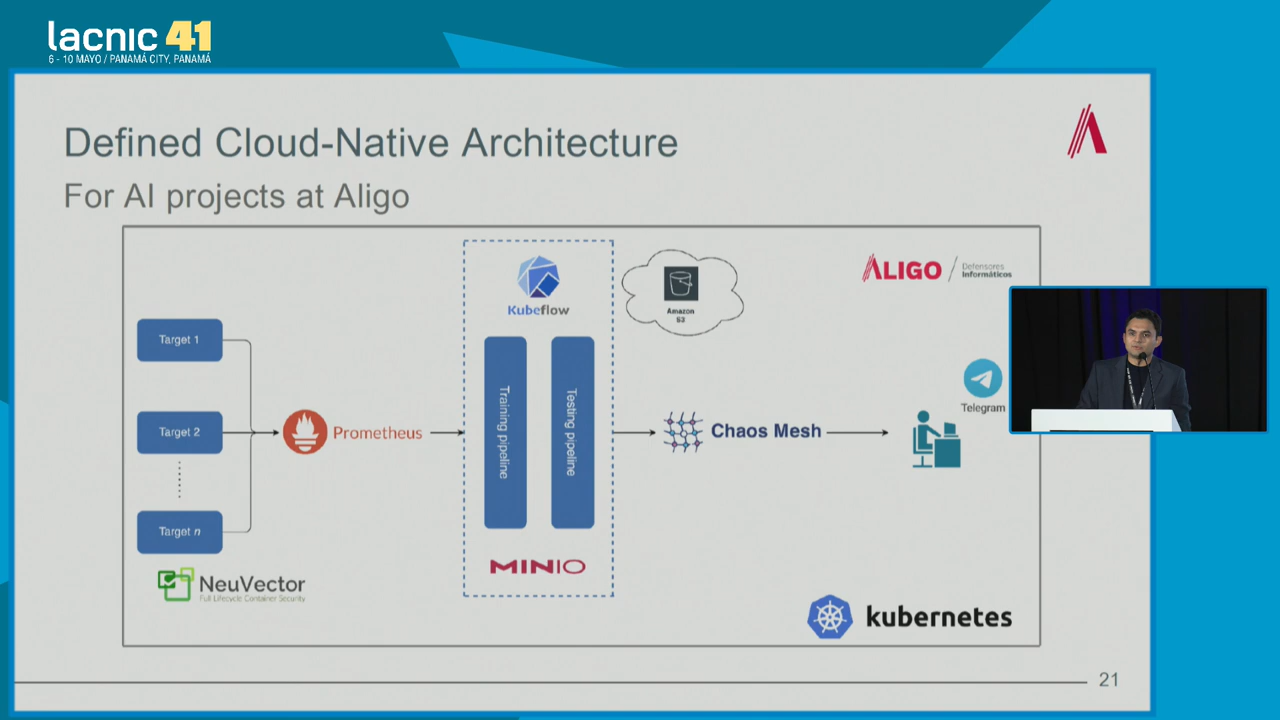 lacnic 41
6 - 10 MAYO / PANAMÁ CITY, PANAMÁ
Defined Cloud-Native Architecture
For AI projects at Aligo
Kubeflow
Amazon
S3
ALIGO / Defensores
Informáticos
Target 1
Target 2
Target n
Prometheus
Training pipeline
Testing pipeline
Chaos Mesh
Telegram
MINIO
NeuVector
Full Lifecycle Container Security
kubernetes
21